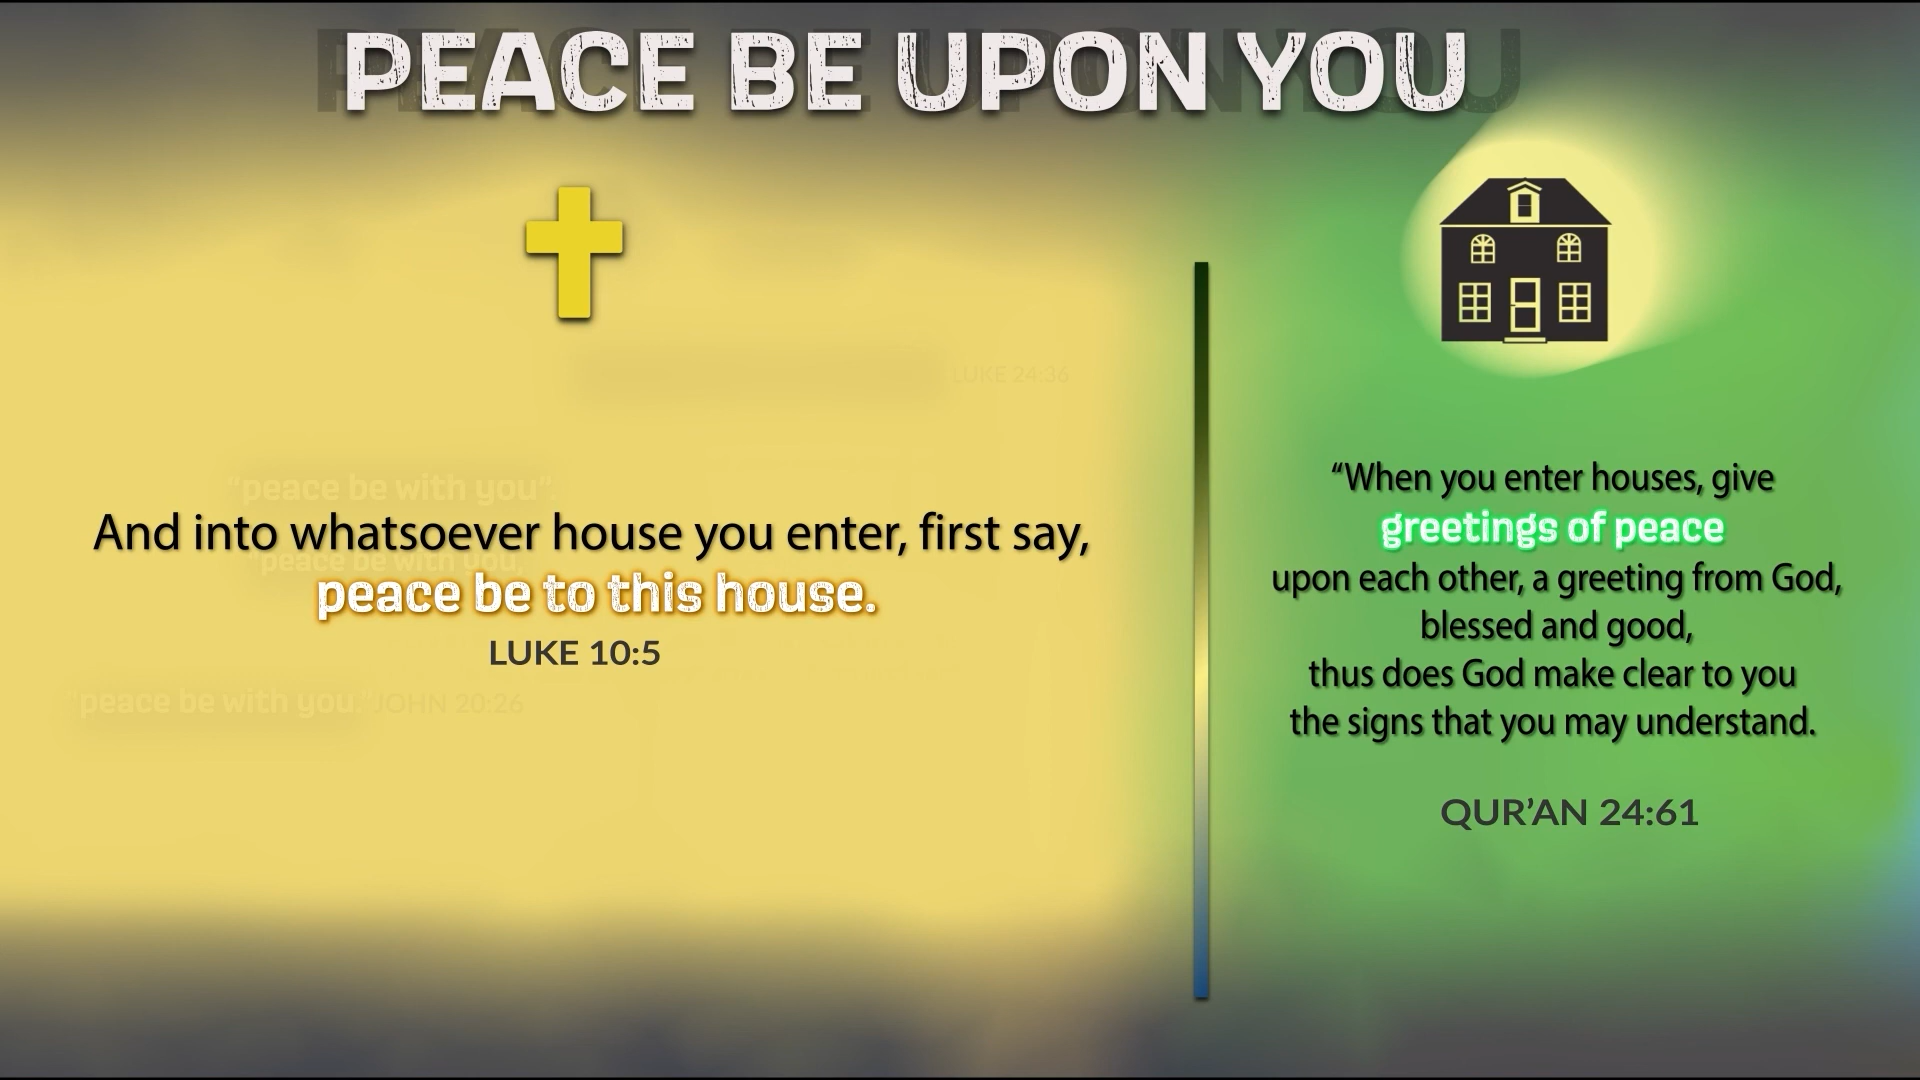 PEACE BE UPON YOU
LUKE 24:36
"peace be with you".
And into whatsoever house you enter, first say,
peace be with you,
peace be to this house.
LUKE 10:5
"peace be with you." JOHN 20:26
“When you enter houses, give
greetings of peace
upon each other, a greeting from God,
blessed and good,
thus does God make clear to you
the signs that you may understand.
QUR’AN 24:61